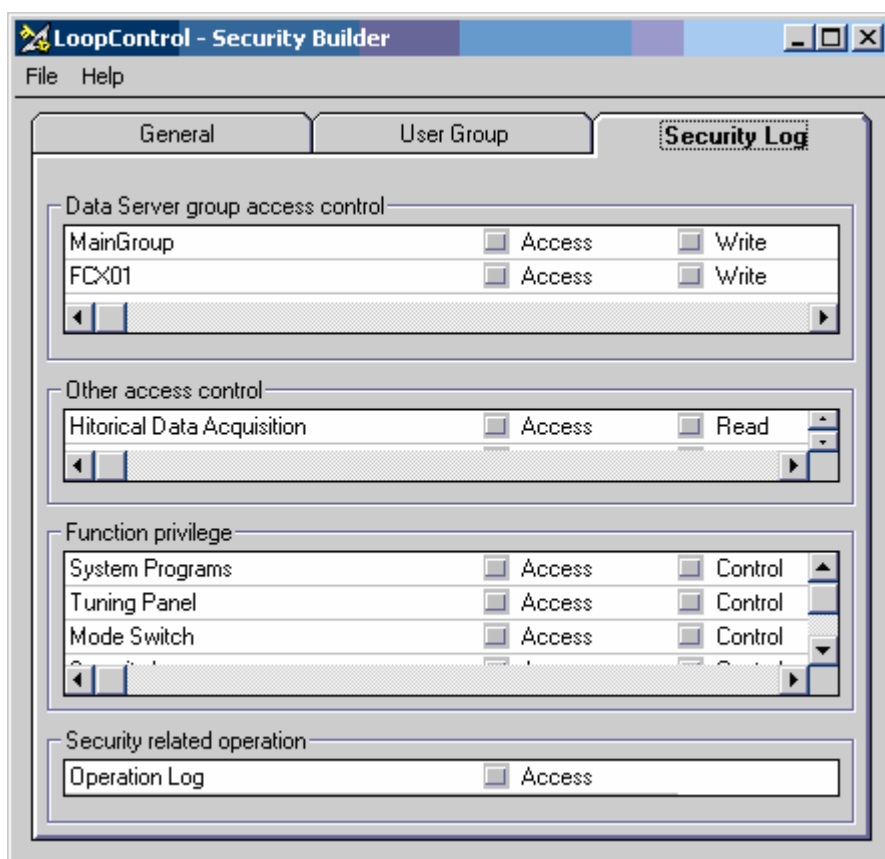 LoopControl - Security Builder
File Help
General User Group Security Log
Data Server group access control
MainGroup Access Write
FCX01 Access Write
Other access control
Hitorical Data Acquisition Access Read
Function privilege
System Programs Access Control
Tuning Panel Access Control
Mode Switch Access Control
Security related operation
Operation Log Access